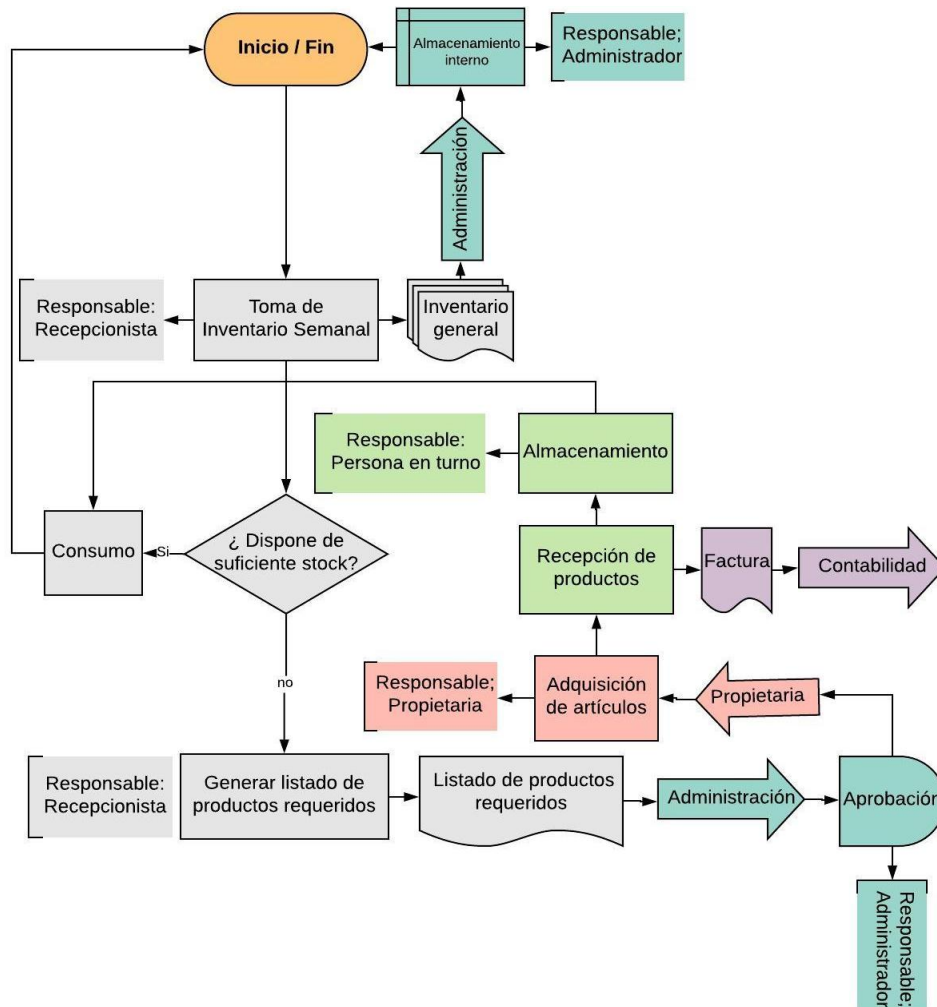 Inicio / Fin
Almacenamiento
interno
Responsable;
Administrador
Administración
Responsable:
Recepcionista
Toma de
Inventario Semanal
Inventario
general
Responsable:
Persona en turno
Almacenamiento
Consumo
Si
¿ Dispone de
suficiente stock?
Recepción de
productos
Factura
Contabilidad
no
Responsable;
Propietaria
Adquisición
de artículos
Propietaria
Responsable:
Recepcionista
Generar listado de
productos requeridos
Listado de productos
requeridos
Administración
Aprobación
Responsable;
Administrador